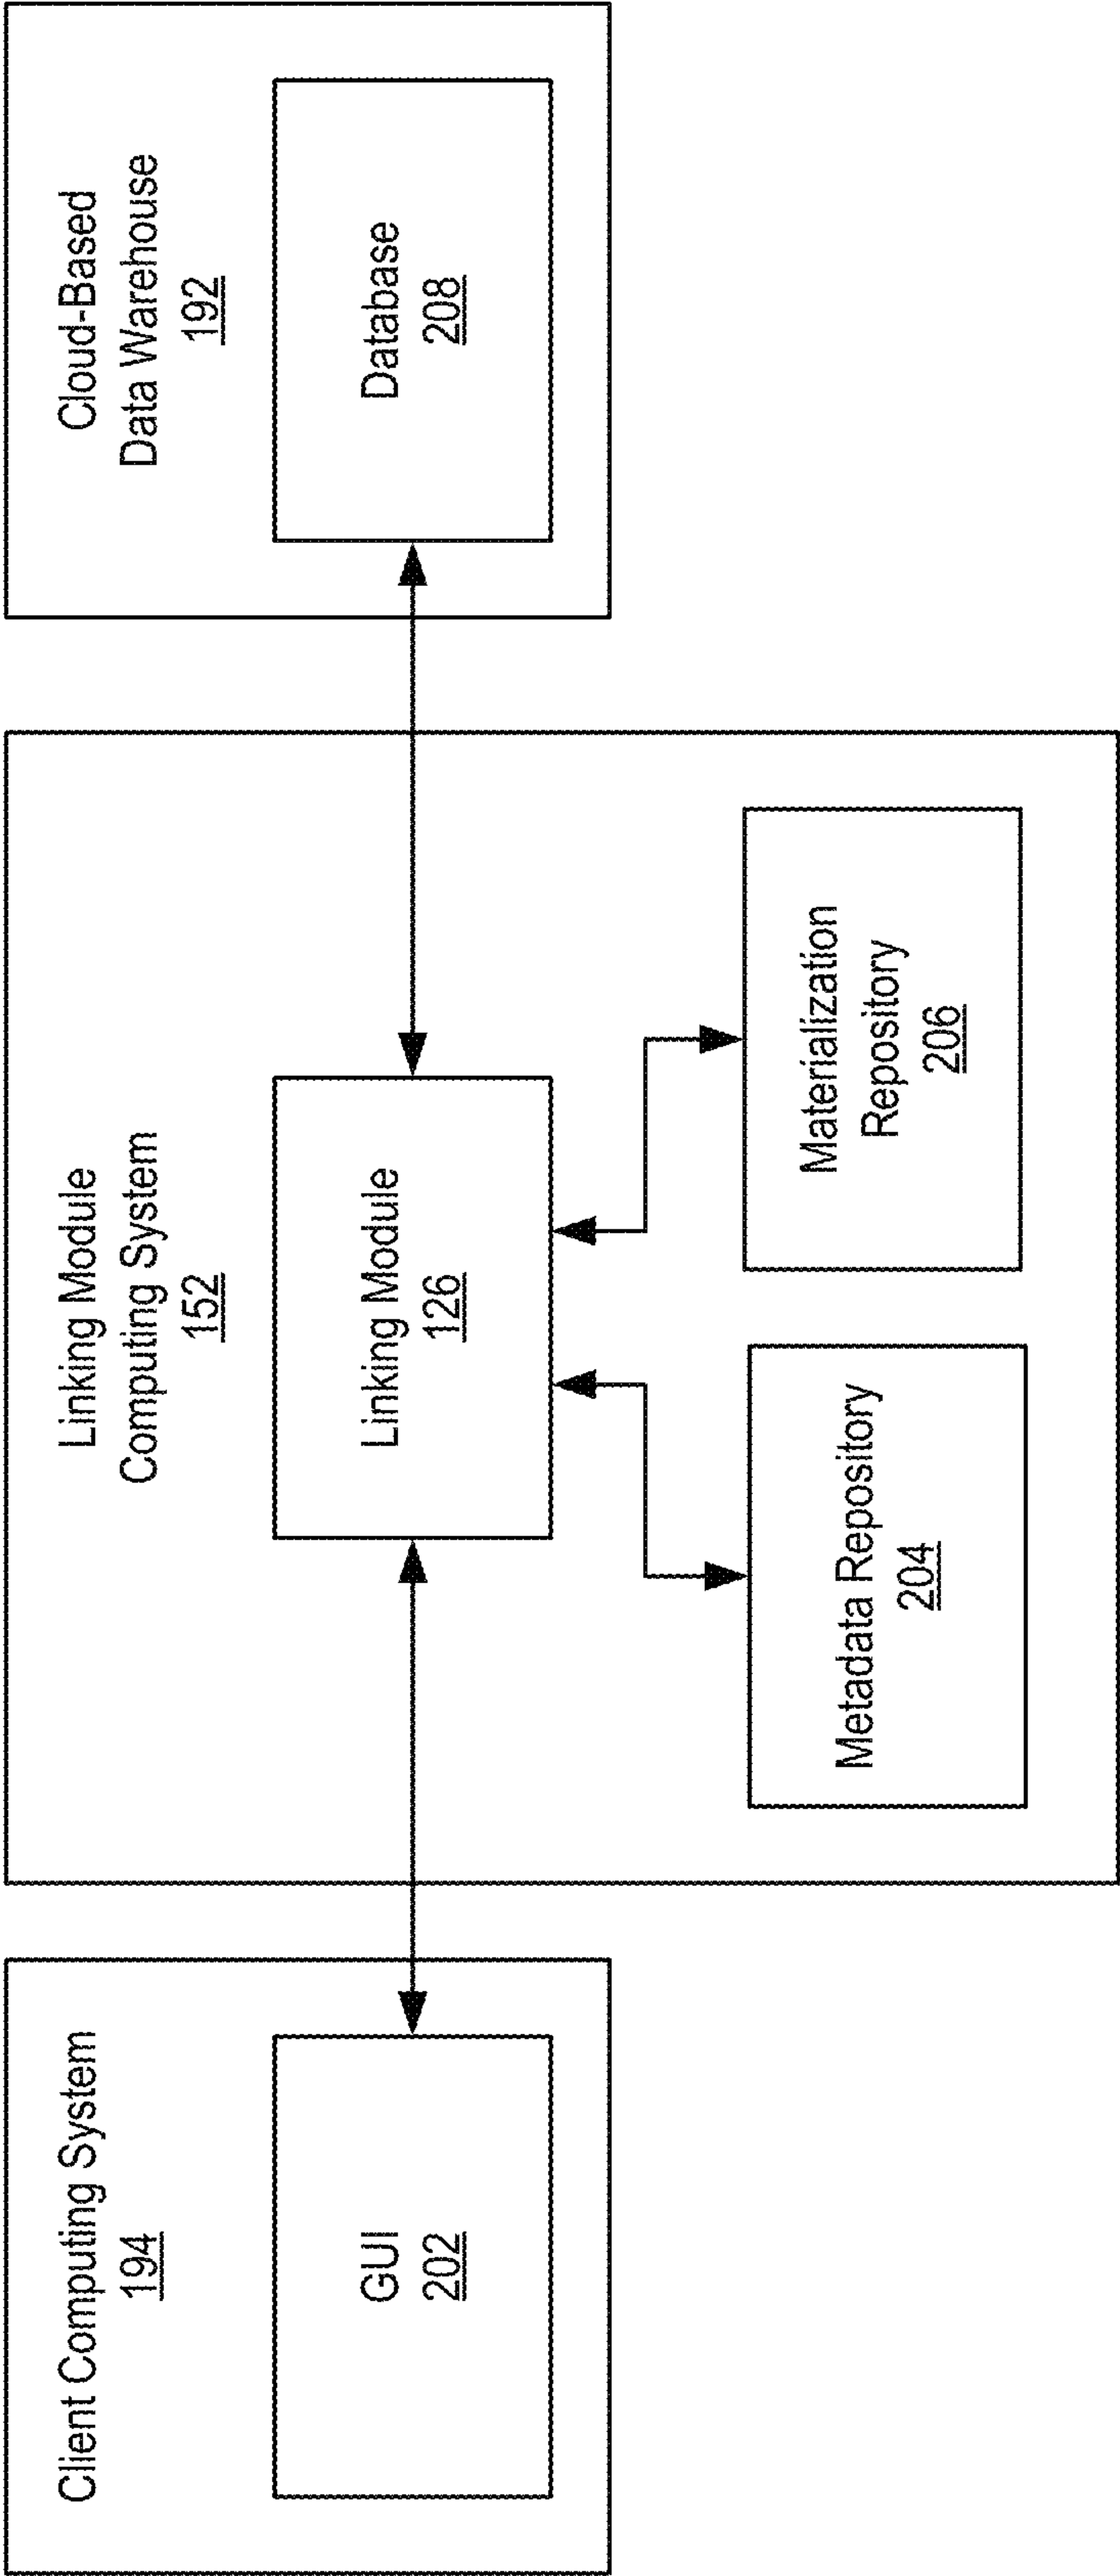 Client Computing System
194
GUI
202
Linking Module
Computing System
152
Linking Module
126
Metadata Repository
204
Materialization
Repository
206
Cloud-Based
Data Warehouse
192
Database
208